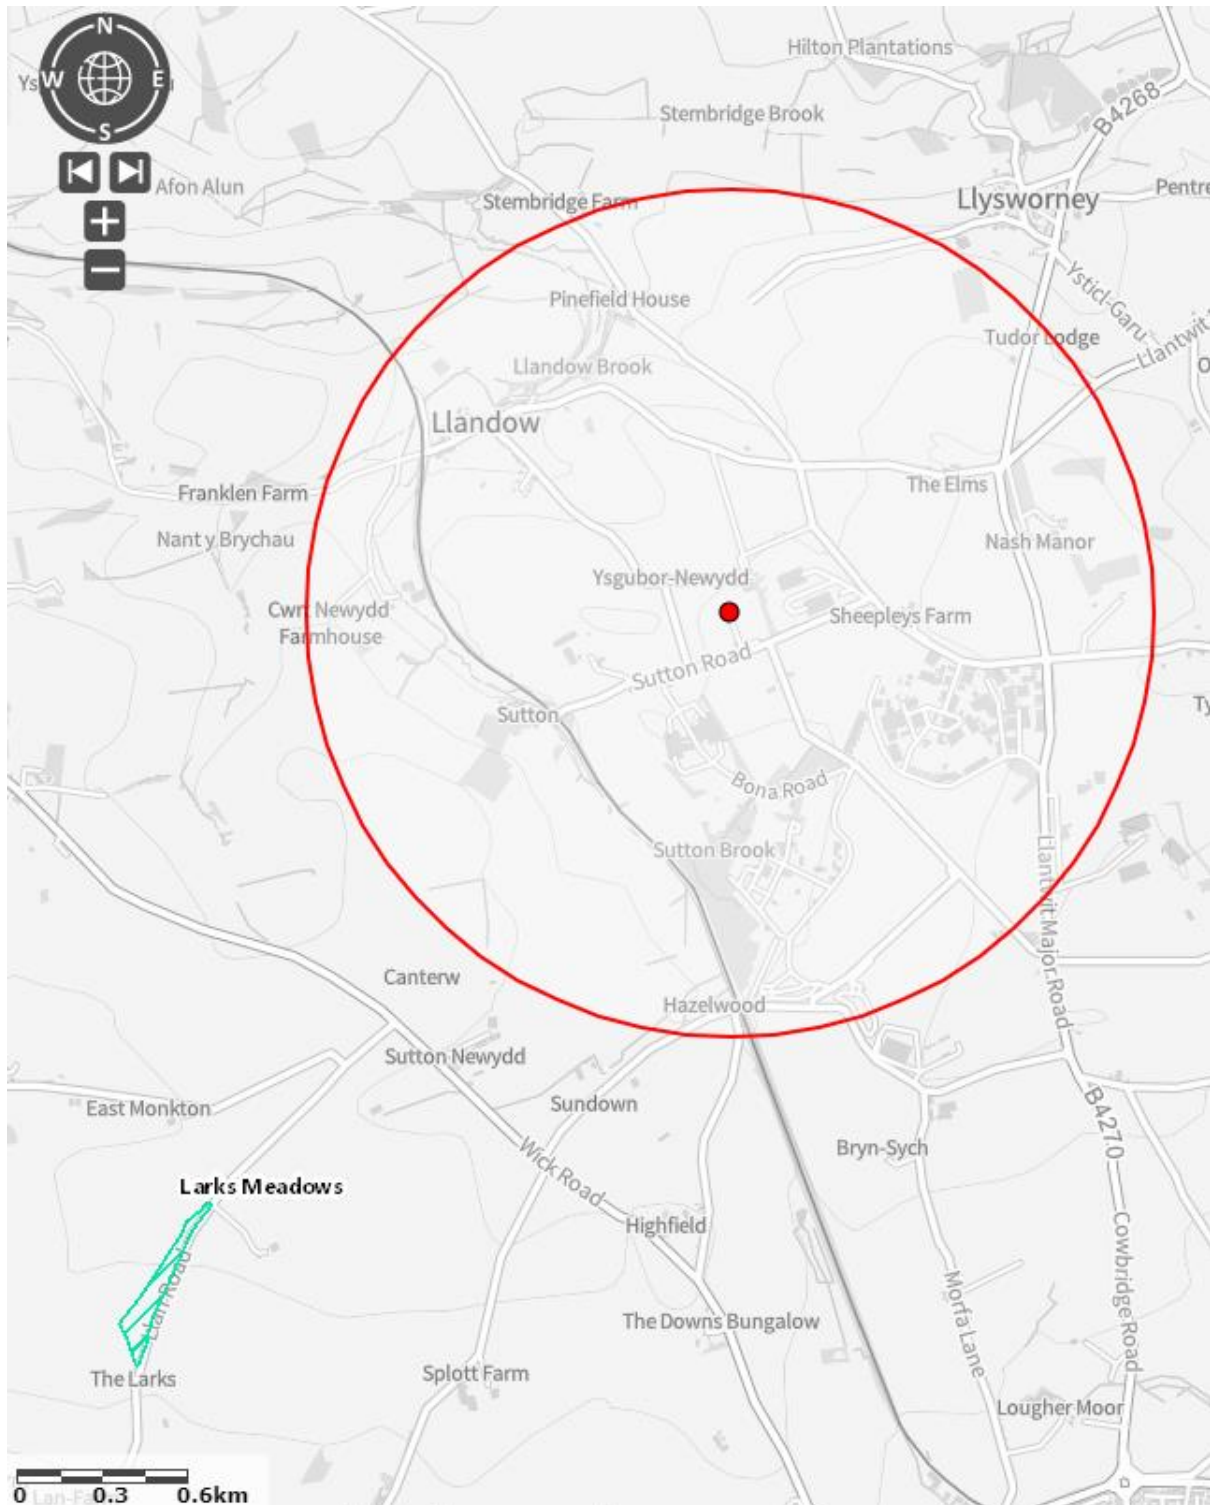 N
Hilton Plantations
Ys
W
E
B4268
S
Stembridge Brook
Afon Alun
Pentre
Stembridge Farm
Llysworney
Ysticl-Garu
Pinefield House
Tudor Lodge
Llantwit
Llandow Brook
O
Llandow
The Elms
Franklen Farm
Nant y Brychau
Nash Manor
Ysgubor-Newydd
Cwm Newydd
Farmhouse
Sheepleys Farm
Sutton Road
Sutton
Ty
Bona Road
Sutton Brook
Llantwit Major Road
Canterw
Hazelwood
Sutton Newydd
Sundown
East Monkton
B4270
Bryn-Sych
Wick Road
Larks Meadows
Highfield
Cowbridge Road
Llan Road
Morfa Lane
The Downs Bungalow
The Larks
Splott Farm
Lougher Moor
0 0.3 0.6km